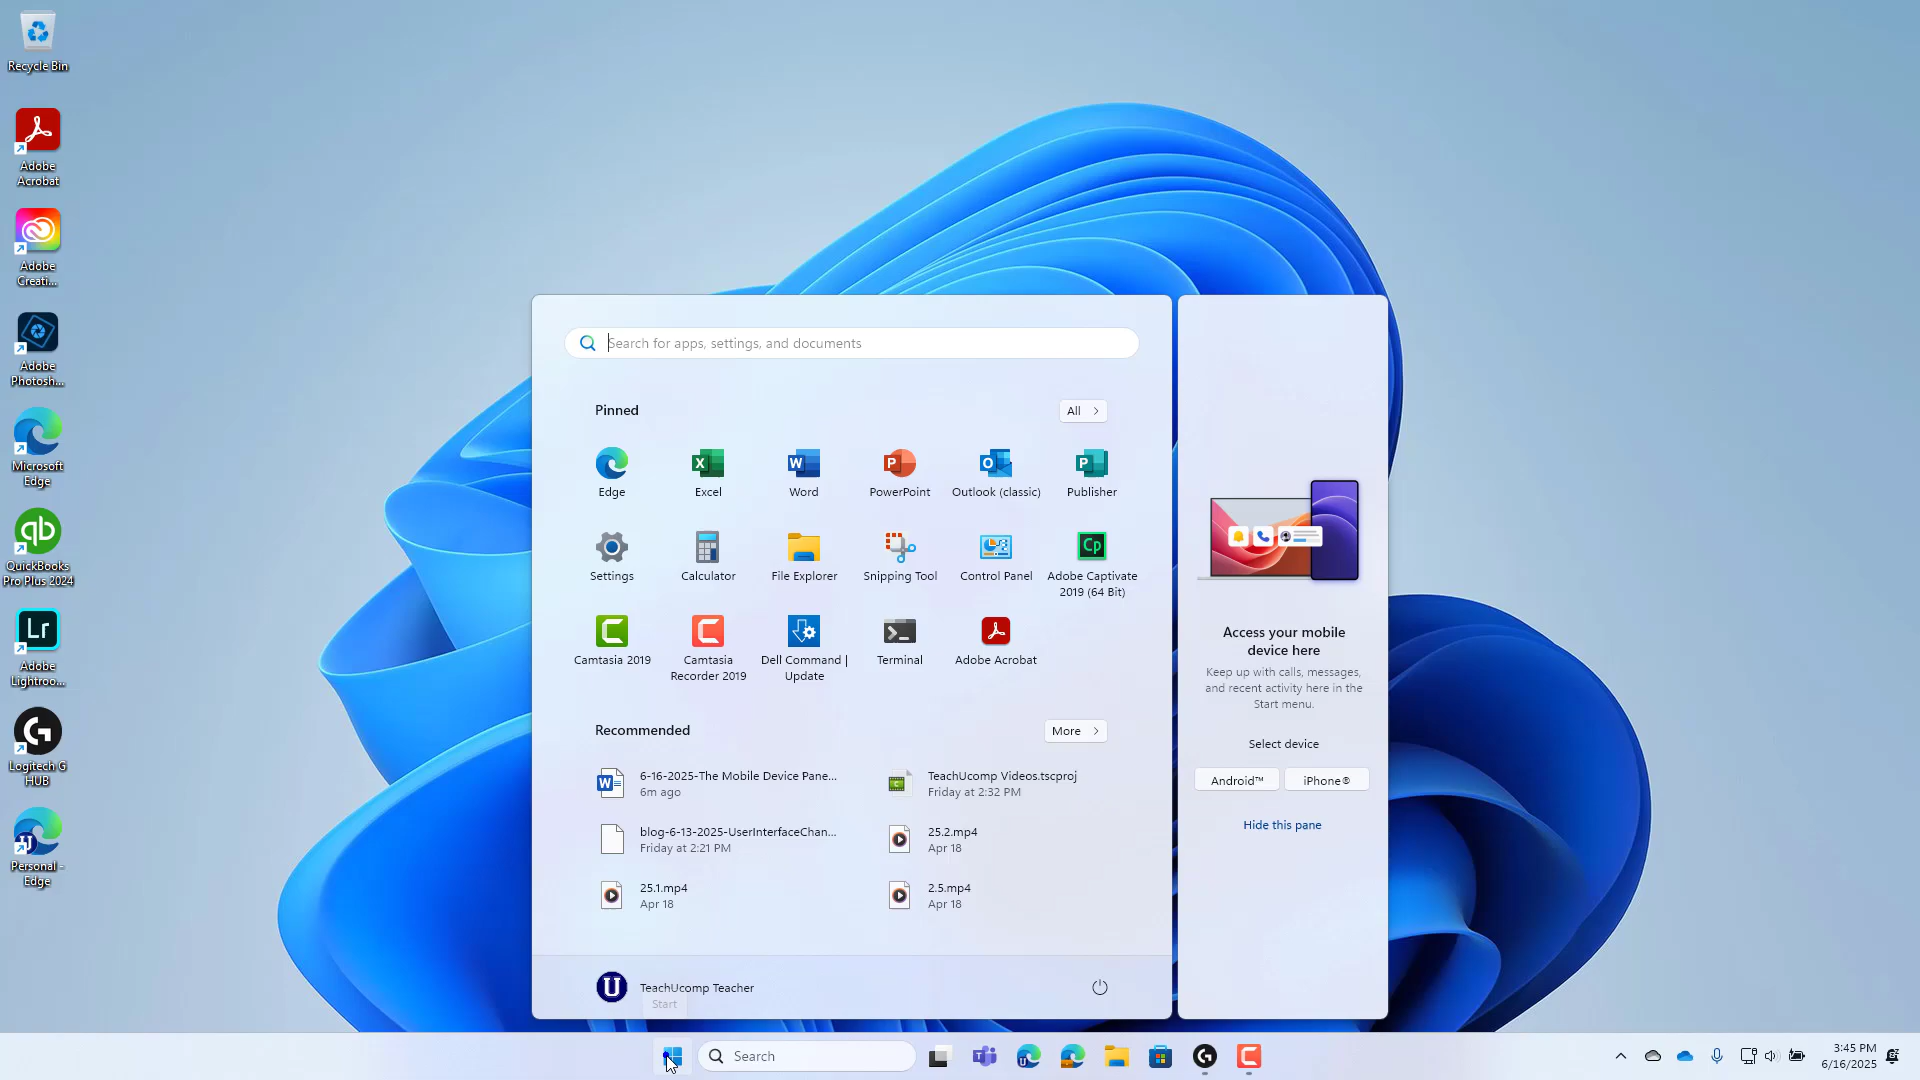 Recycle Bin
Adobe
Acrobat
Adobe
Creati...
Adobe
Photosh...
Microsoft
Edge
QuickBooks
Pro Plus 2024
Adobe
Lightroo...
Logitech G
HUB
Personal -
Edge
Search for apps, settings, and documents
Pinned
All
Edge
Excel
Word
PowerPoint
Outlook (classic)
Publisher
Settings
Calculator
File Explorer
Snipping Tool
Control Panel
Adobe Captivate
2019 (64 Bit)
Camtasia 2019
Camtasia
Recorder 2019
Dell Command |
Update
Terminal
Adobe Acrobat
Recommended
More
6-16-2025-The Mobile Device Pane...
6m ago
TeachUcomp Videos.tscproj
Friday at 2:32 PM
blog-6-13-2025-UserInterfaceChan...
Friday at 2:21 PM
25.2.mp4
Apr 18
25.1.mp4
Apr 18
2.5.mp4
Apr 18
TeachUcomp Teacher
Start
Access your mobile
device here
Keep up with calls, messages,
and recent activity here in the
Start menu.
Select device
Android™
iPhone®
Hide this pane
Search
3:45 PM
6/16/2025